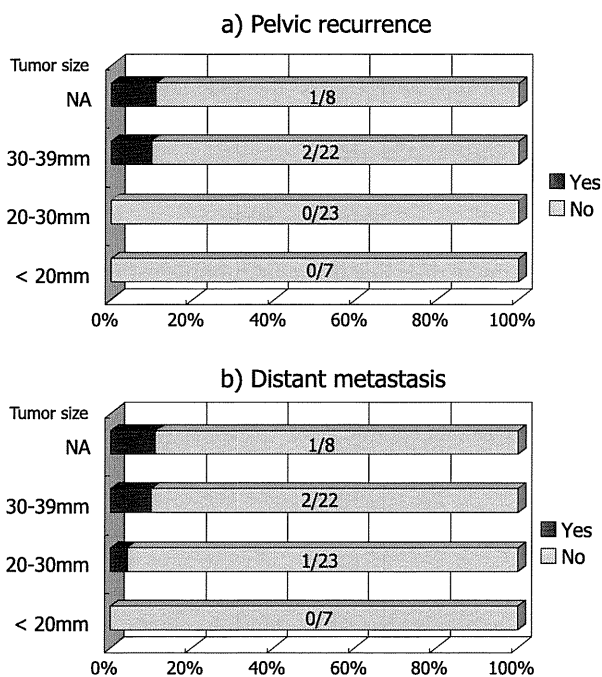 a) Pelvic recurrence
Tumor size
NA
1/8
30-39mm
2/22
20-30mm
0/23
< 20mm
0/7
Yes
No
0% 20% 40% 60% 80% 100%
b) Distant metastasis
Tumor size
NA
1/8
30-39mm
2/22
20-30mm
1/23
< 20mm
0/7
Yes
No
0% 20% 40% 60% 80% 100%